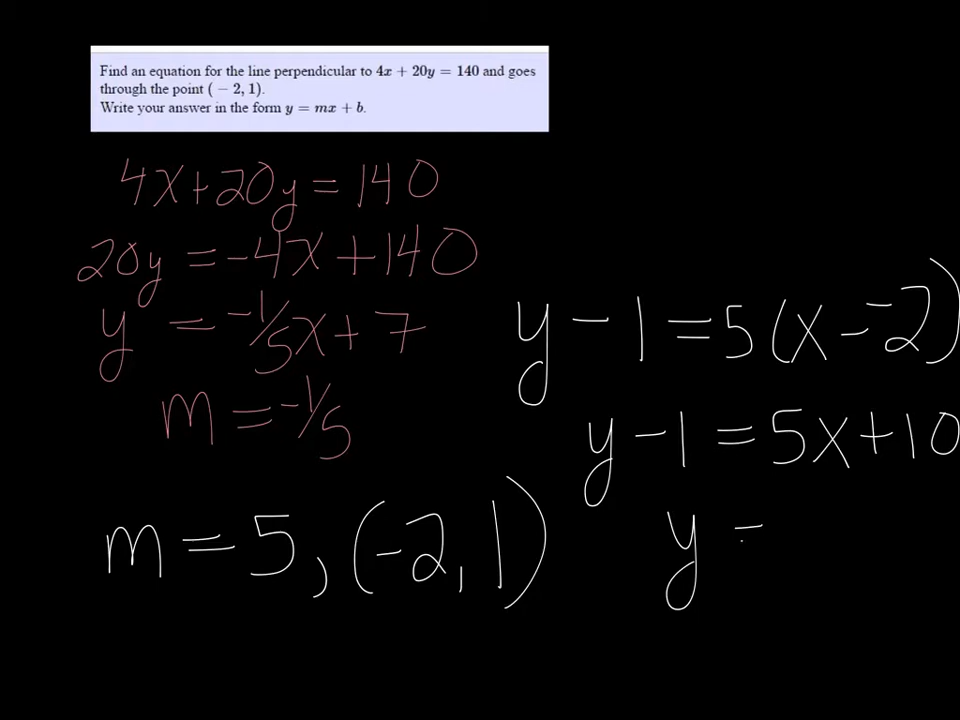 Find an equation for the line perpendicular to 4x + 20y = 140 and goes
through the point ( − 2, 1).
Write your answer in the form y = mx + b.
4x+20y=140
20y = -4x+140
y = -1/5x+7
m = -1/5
m = 5, (-2, 1)
y - 1 = 5(x - -2)
y - 1 = 5x+10
y =